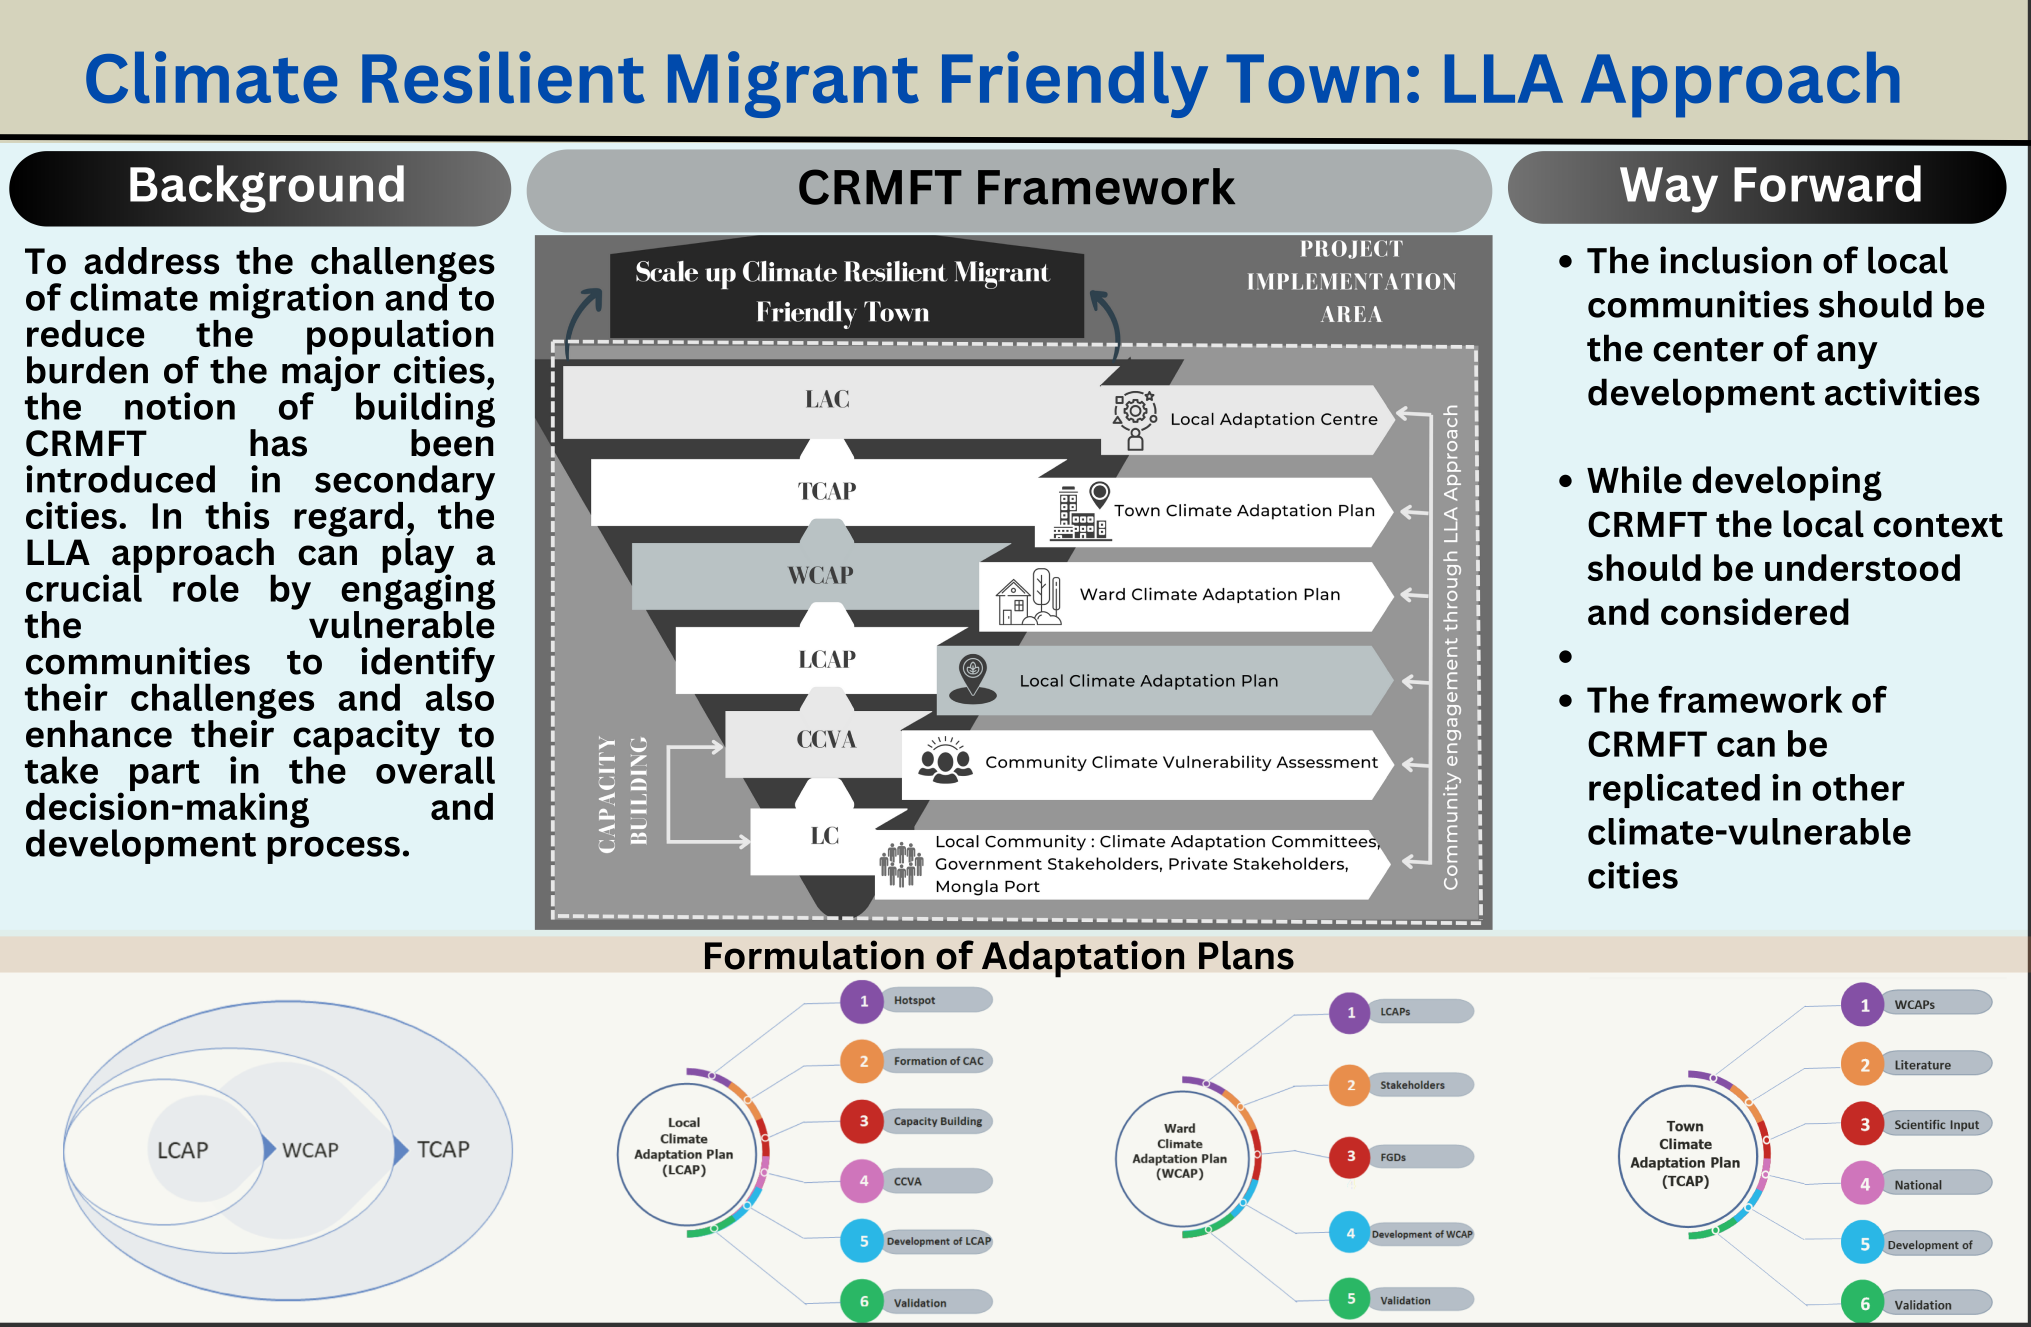 Climate Resilient Migrant Friendly Town: LLA Approach
Background
To address the challenges
of climate migration and to
reduce the population
burden of the major cities,
the notion of building
CRMFT has been
introduced in secondary
cities. In this regard, the
LLA approach can play a
crucial role by engaging
the vulnerable
communities to identify
their challenges and also
enhance their capacity to
take part in the overall
decision-making and
development process.
CRMFT Framework
Scale up Climate Resilient Migrant
Friendly Town
PROJECT
IMPLEMENTATION
AREA
LAC
Local Adaptation Centre
TCAP
Town Climate Adaptation Plan
WCAP
Ward Climate Adaptation Plan
LCAP
Local Climate Adaptation Plan
CCVA
Community Climate Vulnerability Assessment
LC
Local Community : Climate Adaptation Committees,
Government Stakeholders, Private Stakeholders,
Mongla Port
CAPACITY
BUILDING
Community engagement through LLA Approach
Way Forward
• The inclusion of local
communities should be
the center of any
development activities
• While developing
CRMFT the local context
should be understood
and considered
•
• The framework of
CRMFT can be
replicated in other
climate-vulnerable
cities
Formulation of Adaptation Plans
LCAP
WCAP
TCAP
Local
Climate
Adaptation Plan
(LCAP)
1 Hotspot
2 Formation of CAC
3 Capacity Building
4 CCVA
5 Development of LCAP
6 Validation
Ward
Climate
Adaptation Plan
(WCAP)
1 LCAPs
2 Stakeholders
3 FGDs
4 Development of WCAP
5 Validation
Town
Climate
Adaptation Plan
(TCAP)
1 WCAPs
2 Literature
3 Scientific Input
4 National
5 Development of
6 Validation